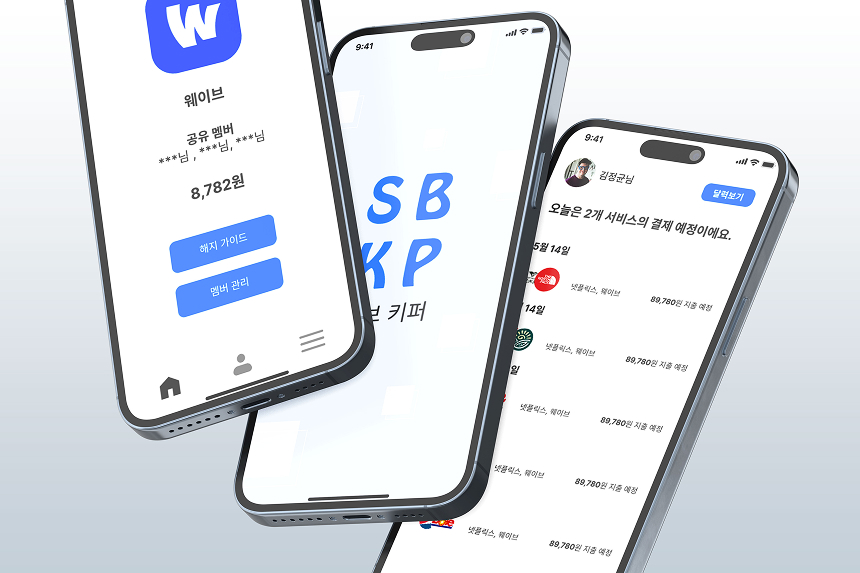 W
웨이브
공유 멤버
***님 , ***님, ***님
8,782원
해지 가이드
멤버 관리
9:41
SB
KP
브 키퍼
9:41
김정균님
달력보기
오늘은 2개 서비스의 결제 예정이에요.
5월 14일
넷플릭스, 웨이브
89,780원 지출 예정
14일
넷플릭스, 웨이브
89,780원 지출 예정
일
넷플릭스, 웨이브
89,780원 지출 예정
넷플릭스, 웨이브
89,780원 지출 예정
넷플릭스, 웨이브
89,780원 지출 예정